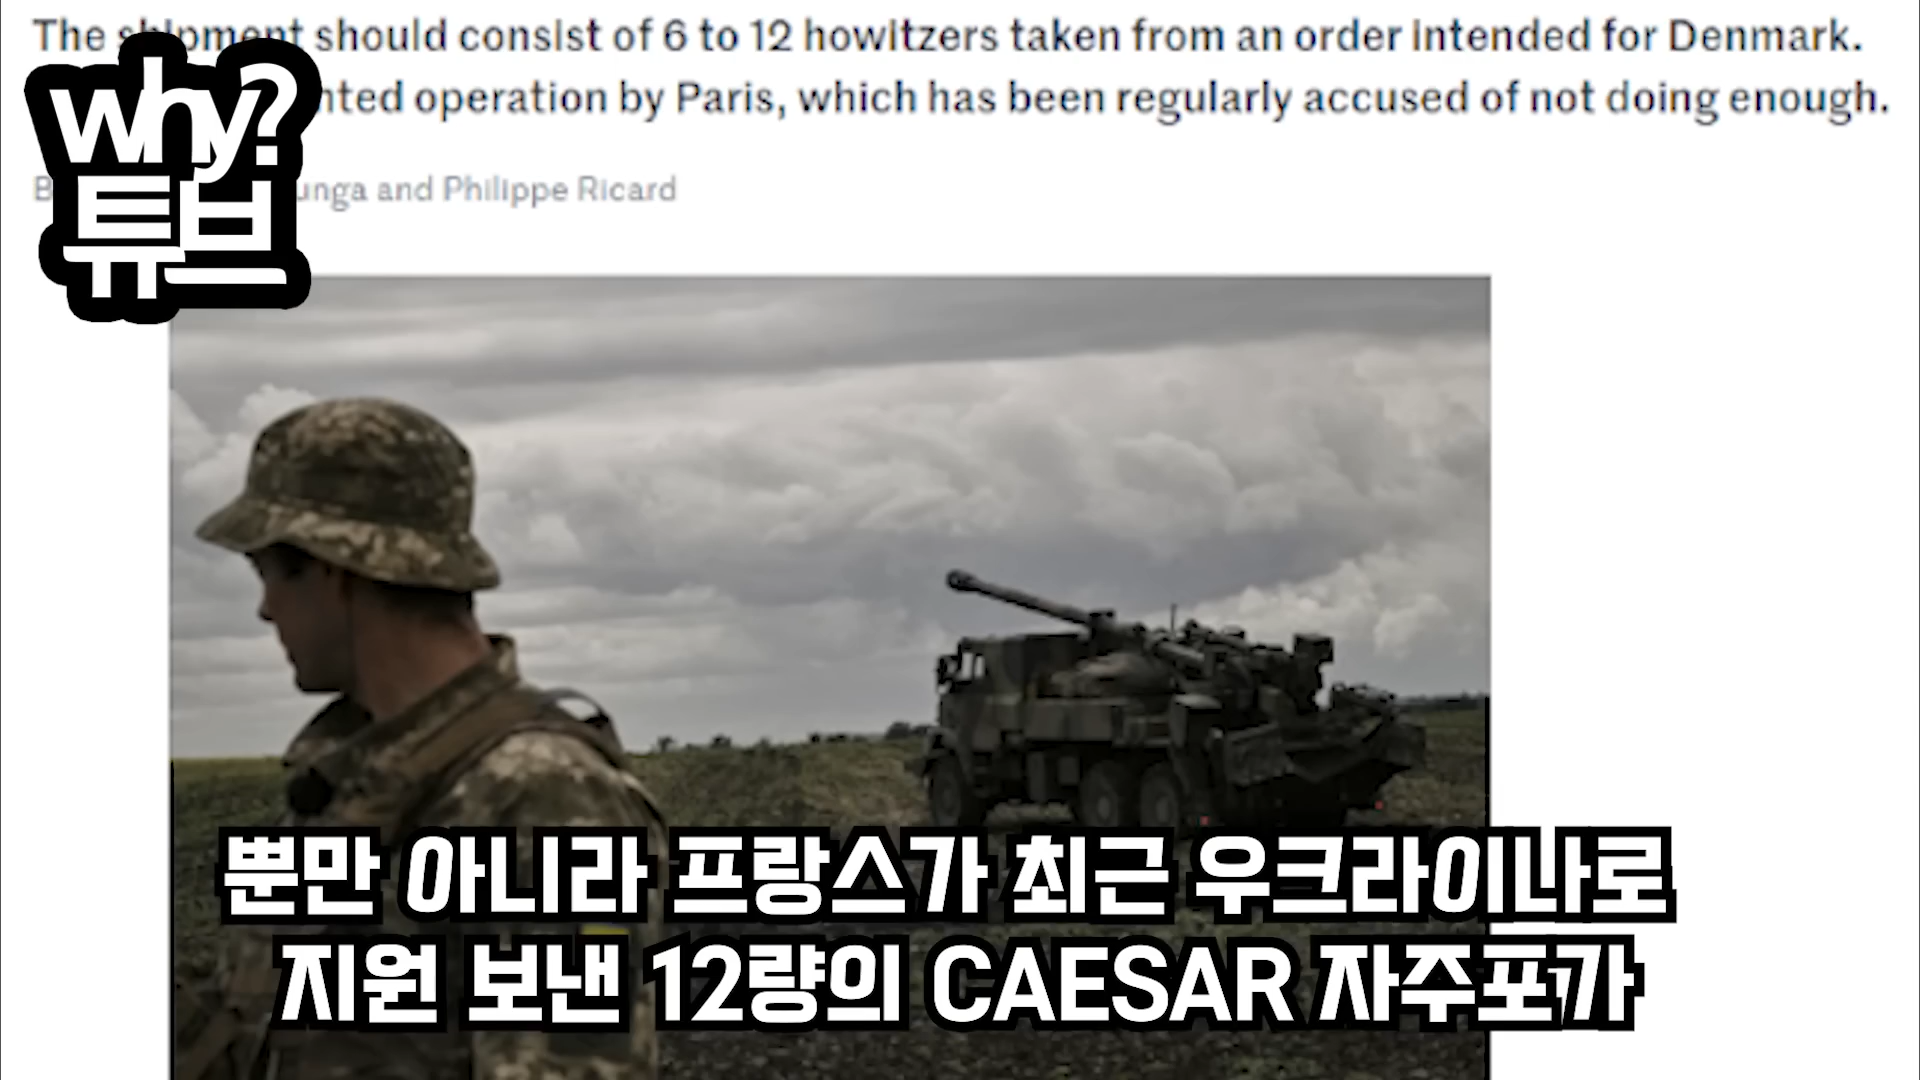 The shipment should consist of 6 to 12 howitzers taken from an order intended for Denmark.
why?
nted operation by Paris, which has been regularly accused of not doing enough.
튜브
unga and Philippe Ricard
뿐만 아니라 프랑스가 최근 우크라이나로
지원 보낸 12량의 CAESAR 자주포가